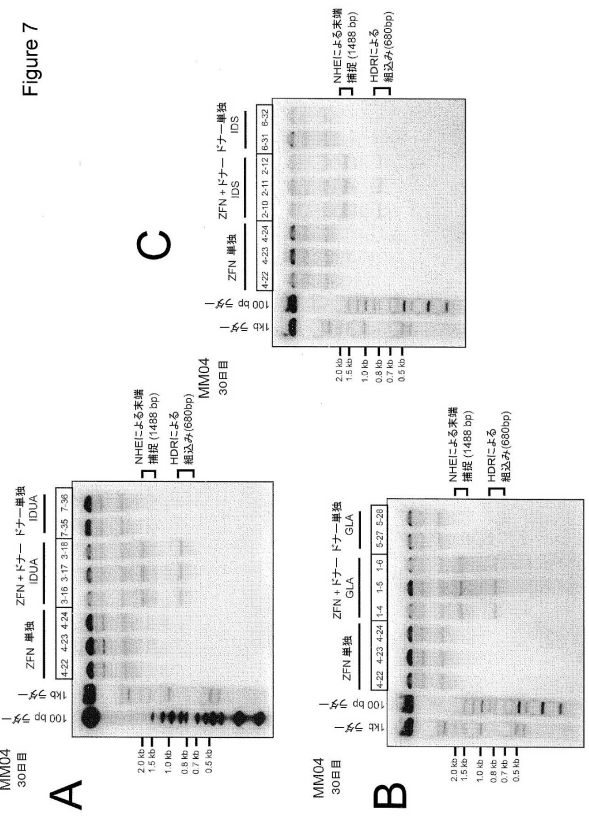 Figure 7
A
MM04
30日目
100 bp ラダー
1kb ラダー
ZFN 単独
4-22 4-23 4-24
ZFN + ドナー
IDUA
3-16 3-17 3-18
ドナー単独
IDUA
7-35 7-36
2.0 kb
1.5 kb
1.0 kb
0.8 kb
0.7 kb
0.5 kb
NHEJによる末端
捕捉 (1488 bp)
HDRによる
組込み(680bp)
B
MM04
30日目
1kb ラダー
100 bp ラダー
ZFN 単独
4-22 4-23 4-24
ZFN + ドナー
GLA
1-4 1-5 1-6
ドナー単独
GLA
5-27 5-28
2.0 kb
1.5 kb
1.0 kb
0.8 kb
0.7 kb
0.5 kb
NHEJによる末端
捕捉 (1488 bp)
HDRによる
組込み(680bp)
C
MM04
30日目
1kb ラダー
100 bp ラダー
ZFN 単独
4-22 4-23 4-24
ZFN + ドナー
IDS
2-10 2-11 2-12
ドナー単独
IDS
6-31 6-32
2.0 kb
1.5 kb
1.0 kb
0.8 kb
0.7 kb
0.5 kb
NHEJによる末端
捕捉 (1488 bp)
HDRによる
組込み(680bp)